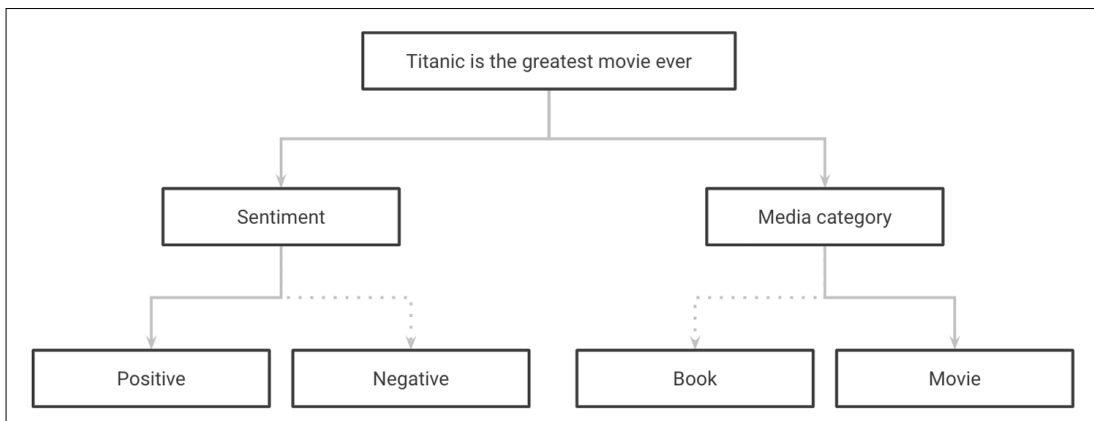 Titanic is the greatest movie ever
Sentiment
Media category
Positive
Negative
Book
Movie